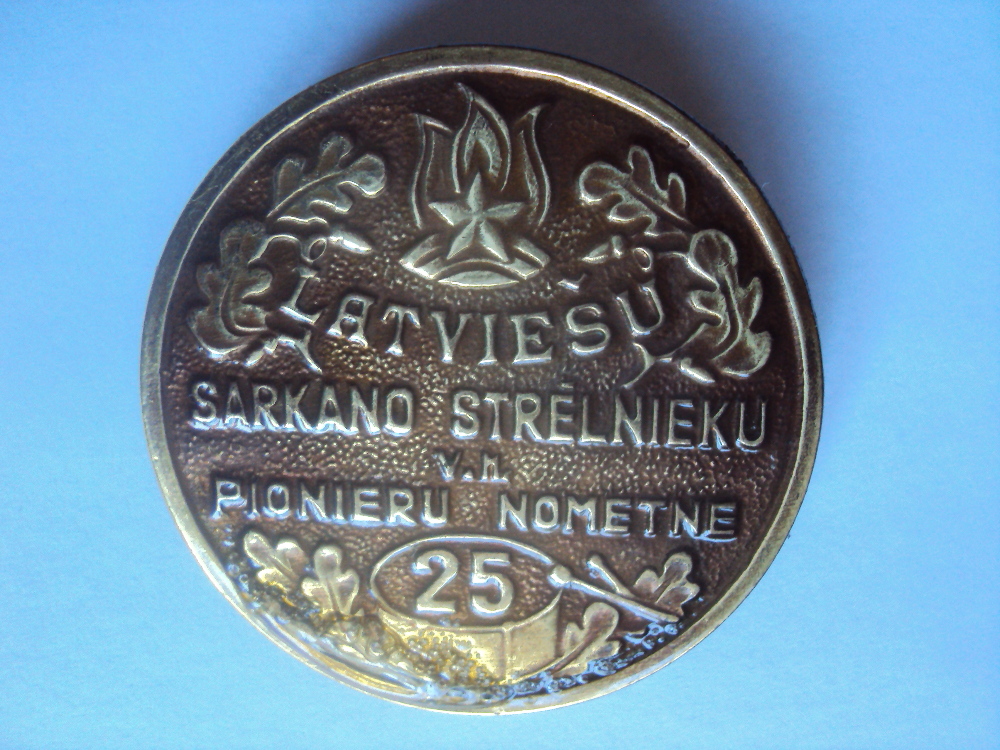 LATVIEŠU
SARKANO STRĒLNIEKU
V.N.
PIONIERU NOMETNE
25